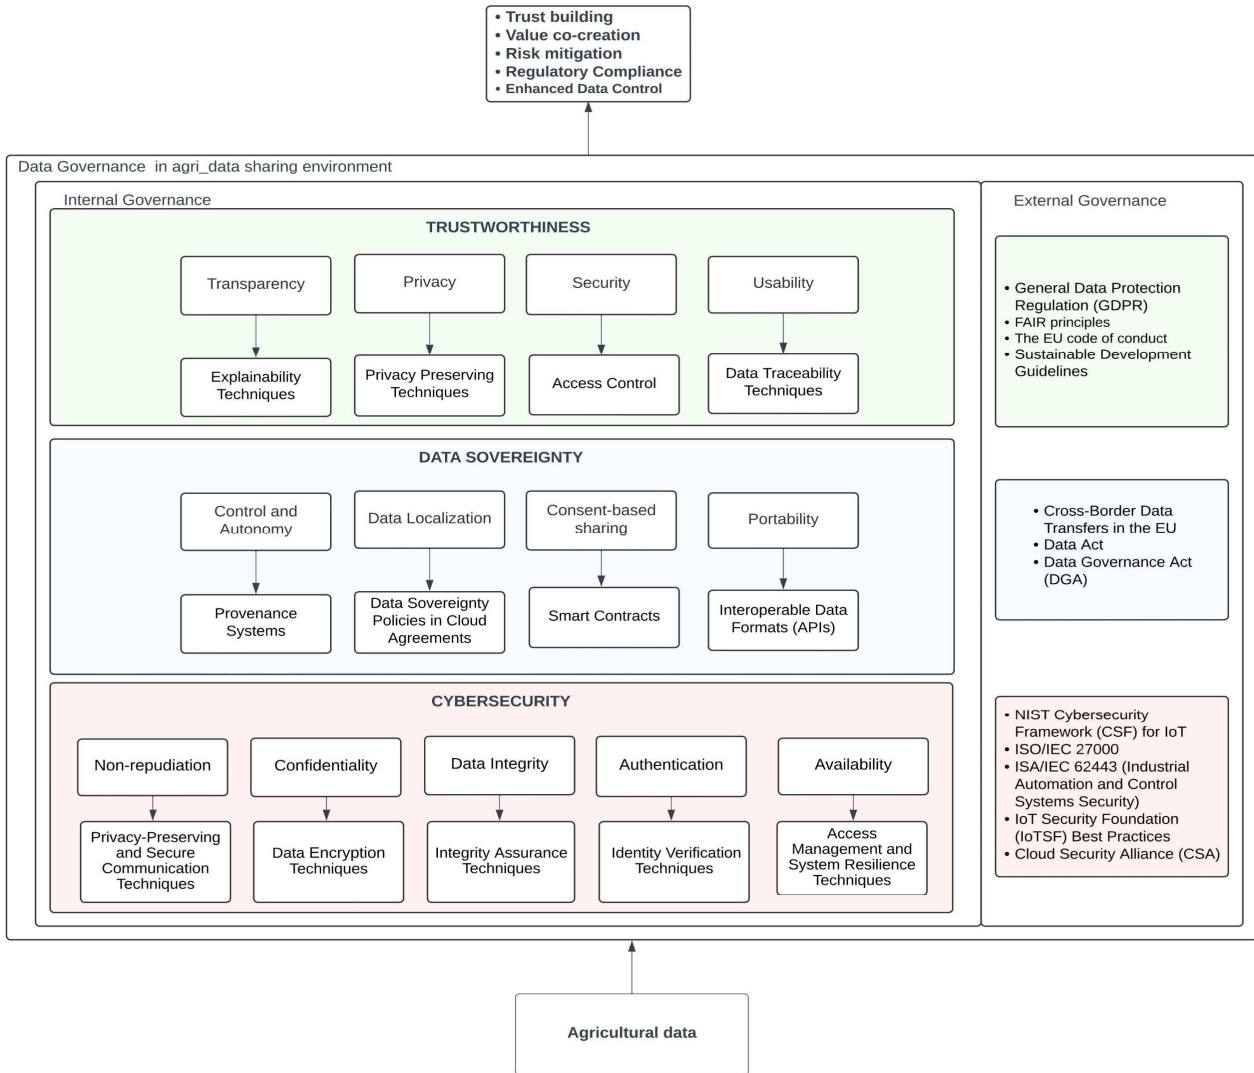 • Trust building
• Value co-creation
• Risk mitigation
• Regulatory Compliance
• Enhanced Data Control
Data Governance in agri_data sharing environment
Internal Governance
TRUSTWORTHINESS
Transparency
Privacy
Security
Usability
Explainability
Techniques
Privacy Preserving
Techniques
Access Control
Data Traceability
Techniques
DATA SOVEREIGNTY
Control and
Autonomy
Data Localization
Consent-based
sharing
Portability
Provenance
Systems
Data Sovereignty
Policies in Cloud
Agreements
Smart Contracts
Interoperable Data
Formats (APIs)
CYBERSECURITY
Non-repudiation
Confidentiality
Data Integrity
Authentication
Availability
Privacy-Preserving
and Secure
Communication
Techniques
Data Encryption
Techniques
Integrity Assurance
Techniques
Identity Verification
Techniques
Access
Management and
System Resilience
Techniques
External Governance
• General Data Protection
Regulation (GDPR)
• FAIR principles
• The EU code of conduct
• Sustainable Development
Guidelines
• Cross-Border Data
Transfers in the EU
• Data Act
• Data Governance Act
(DGA)
• NIST Cybersecurity
Framework (CSF) for IoT
• ISO/IEC 27000
• ISA/IEC 62443 (Industrial
Automation and Control
Systems Security)
• IoT Security Foundation
(IoTSF) Best Practices
• Cloud Security Alliance (CSA)
Agricultural data